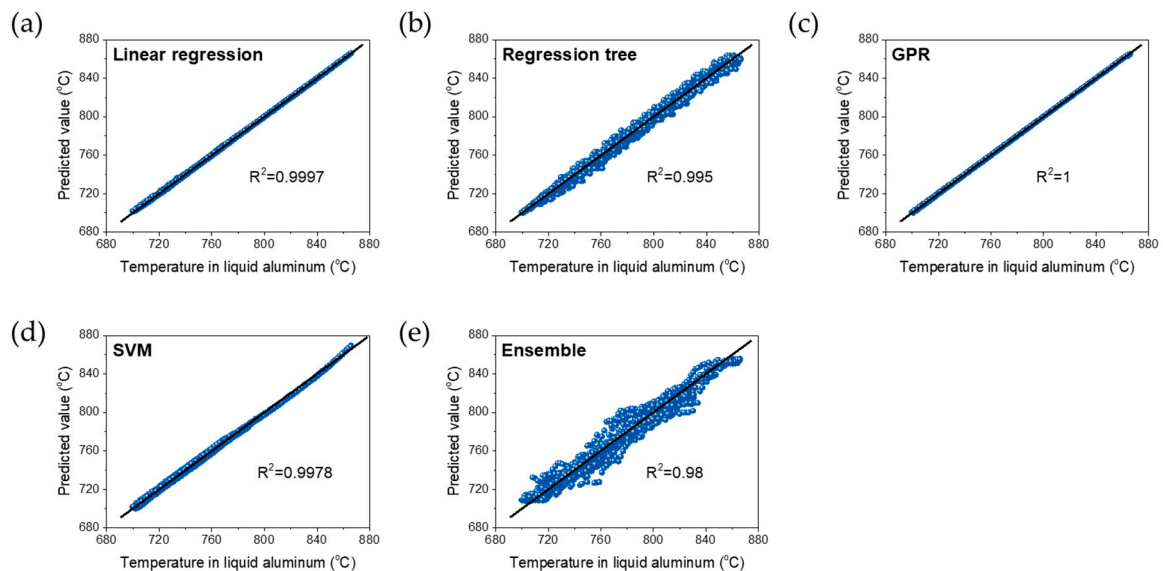 (a)
Linear regression
R²=0.9997
Predicted value (°C)
880
840
800
760
720
680
680 720 760 800 840 880
Temperature in liquid aluminum (°C)
(b)
Regression tree
R²=0.995
Predicted value (°C)
880
840
800
760
720
680
680 720 760 800 840 880
Temperature in liquid aluminum (°C)
(c)
GPR
R²=1
Predicted value (°C)
880
840
800
760
720
680
680 720 760 800 840 880
Temperature in liquid aluminum (°C)
(d)
SVM
R²=0.9978
Predicted value (°C)
880
840
800
760
720
680
680 720 760 800 840 880
Temperature in liquid aluminum (°C)
(e)
Ensemble
R²=0.98
Predicted value (°C)
880
840
800
760
720
680
680 720 760 800 840 880
Temperature in liquid aluminum (°C)